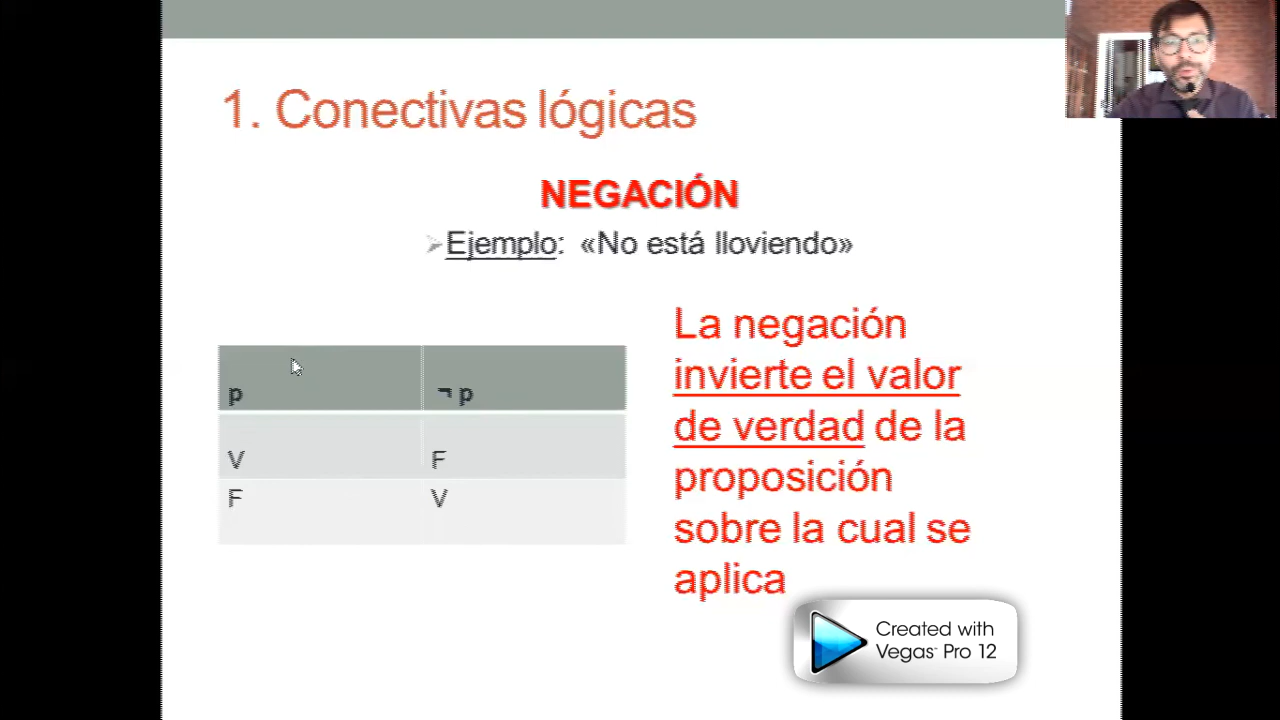 1. Conectivas lógicas
NEGACIÓN
Ejemplo: «No está lloviendo»
p ¬ p
V F
F V
La negación
invierte el valor
de verdad de la
proposición
sobre la cual se
aplica
Created with
Vegas™ Pro 12